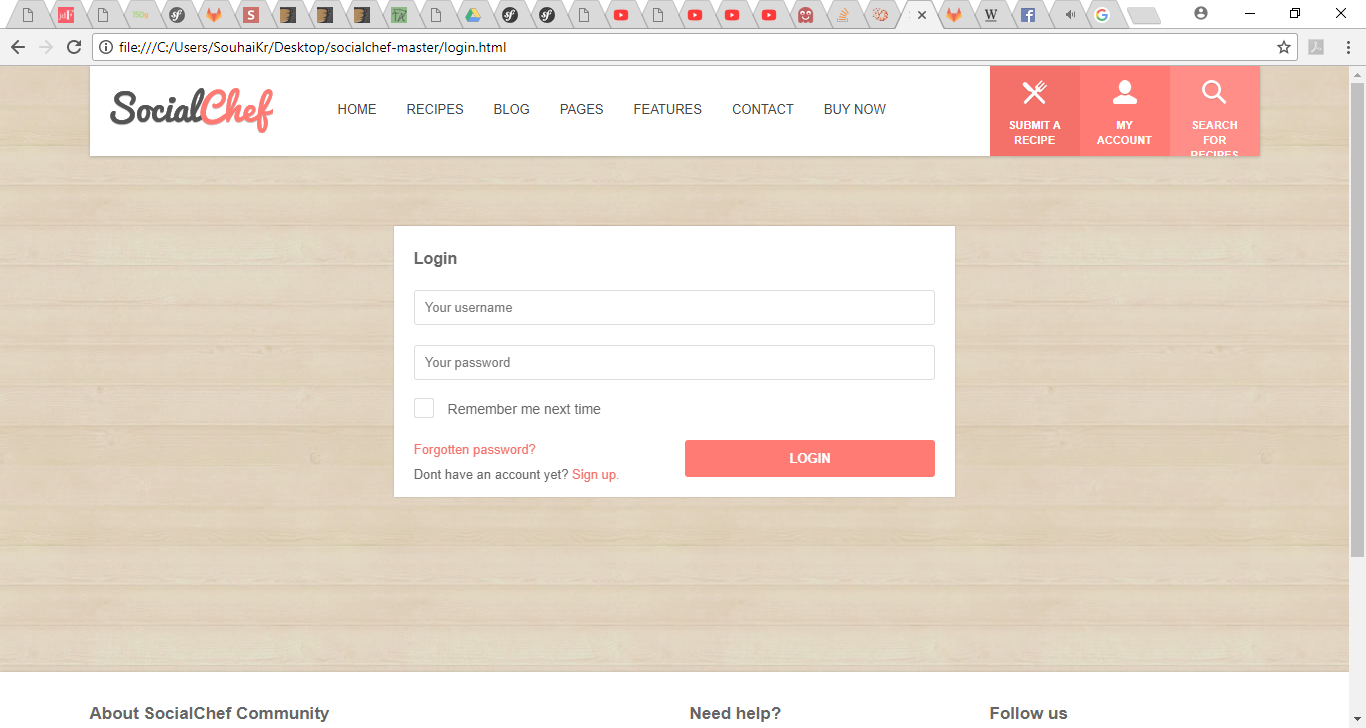 file:///C:/Users/SouhaiKr/Desktop/socialchef-master/login.html
SocialChef
HOME RECIPES BLOG PAGES FEATURES CONTACT BUY NOW
SUBMIT A
RECIPE
MY
ACCOUNT
SEARCH
FOR
RECIPES
Login
Your username
Your password
Remember me next time
Forgotten password?
LOGIN
Dont have an account yet? Sign up.
About SocialChef Community
Need help?
Follow us